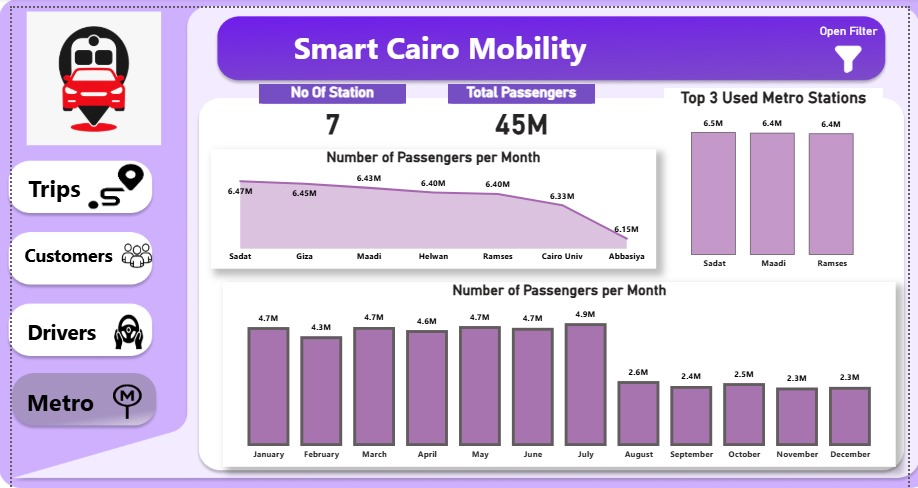 Smart Cairo Mobility
Open Filter
Trips
Customers
Drivers
Metro
M
No Of Station
7
Total Passengers
45M
Number of Passengers per Month
6.47M 6.45M 6.43M 6.40M 6.40M 6.33M 6.15M
Sadat Giza Maadi Helwan Ramses Cairo Univ Abbasiya
Top 3 Used Metro Stations
6.5M 6.4M 6.4M
Sadat Maadi Ramses
Number of Passengers per Month
4.7M 4.3M 4.7M 4.6M 4.7M 4.7M 4.9M 2.6M 2.4M 2.5M 2.3M 2.3M
January February March April May June July August September October November December